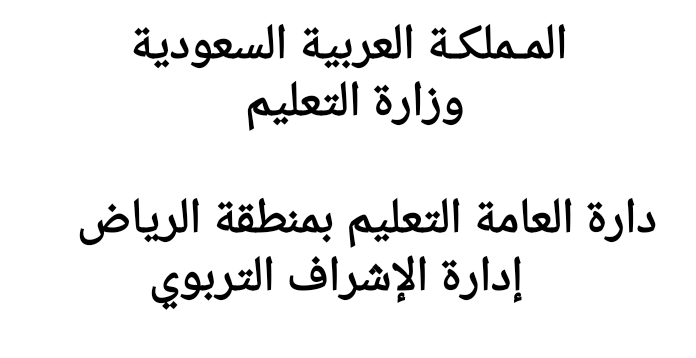 المملكة العربية السعودية
وزارة التعليم
دارة العامة التعليم بمنطقة الرياض
إدارة الإشراف التربوي